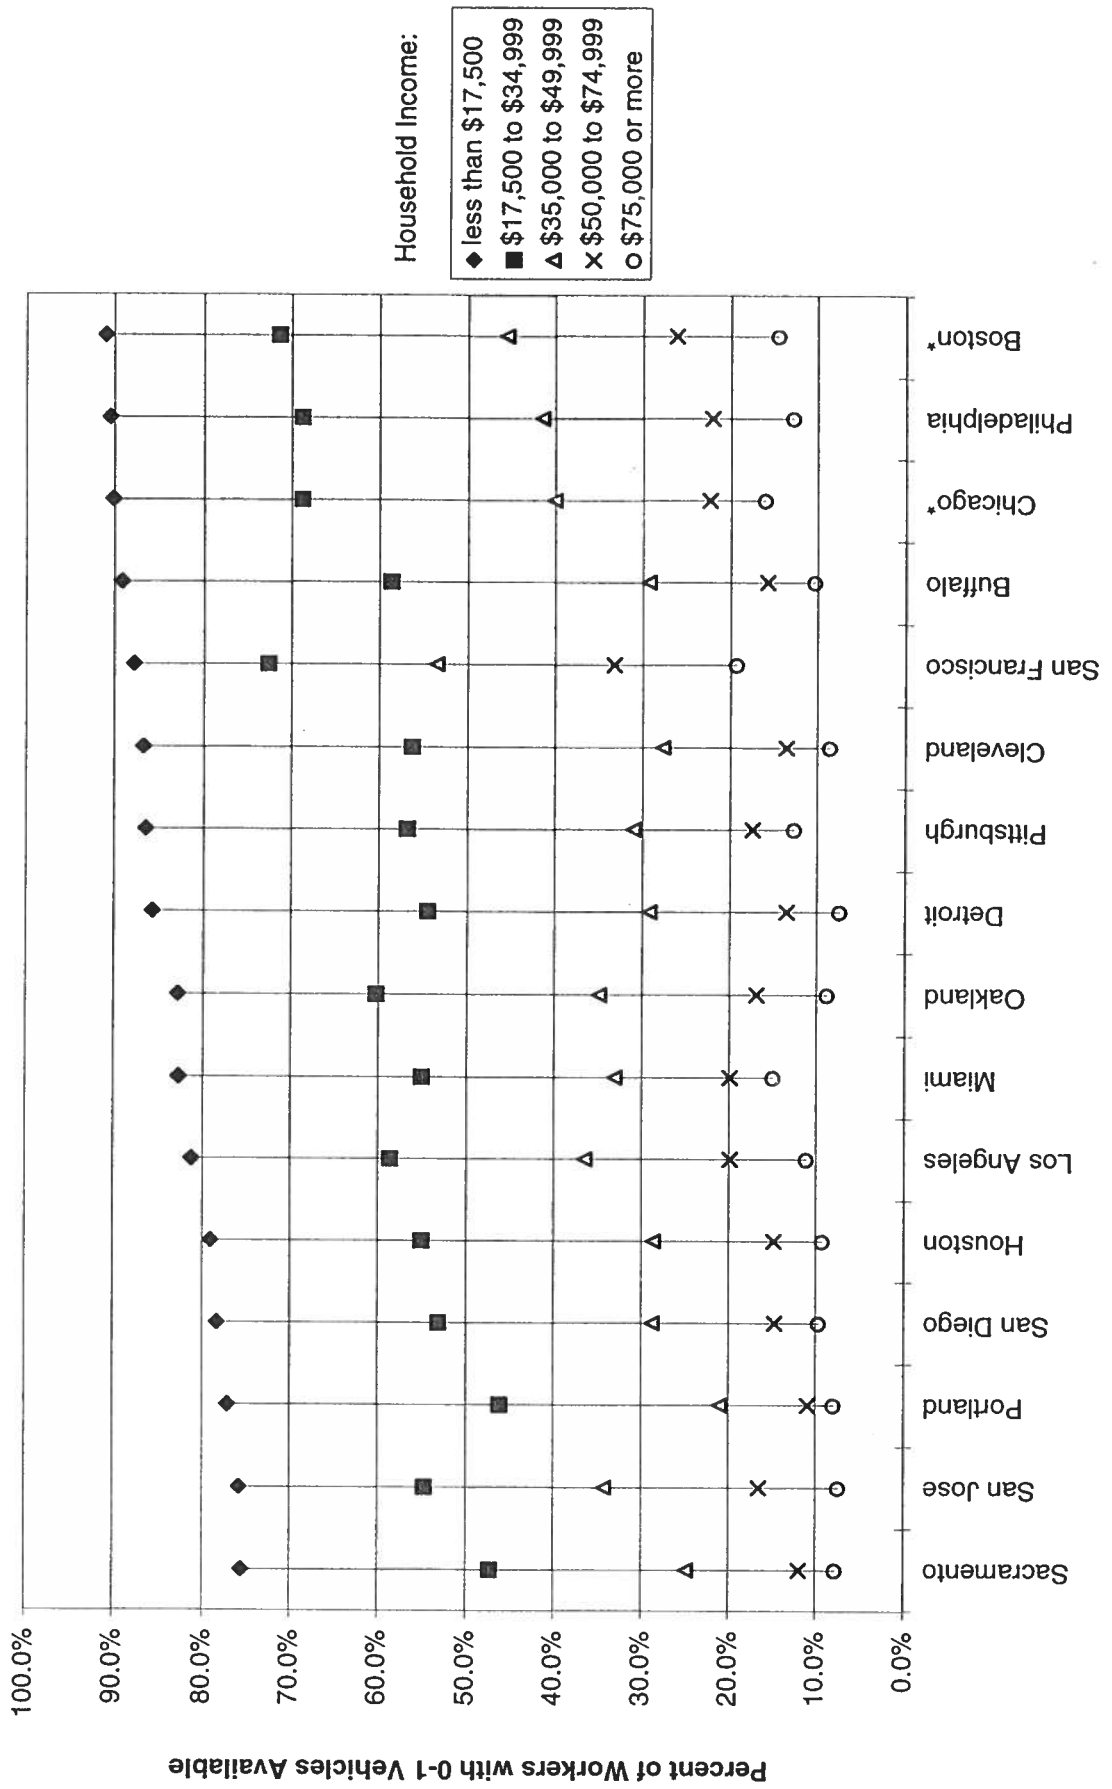 Household Income:
less than $17,500
$17,500 to $34,999
$35,000 to $49,999
$50,000 to $74,999
$75,000 or more
Percent of Workers with 0-1 Vehicles Available
100.0%
90.0%
80.0%
70.0%
60.0%
50.0%
40.0%
30.0%
20.0%
10.0%
0.0%
Sacramento
San Jose
Portland
San Diego
Houston
Los Angeles
Miami
Oakland
Detroit
Pittsburgh
Cleveland
San Francisco
Buffalo
Chicago*
Philadelphia
Boston*